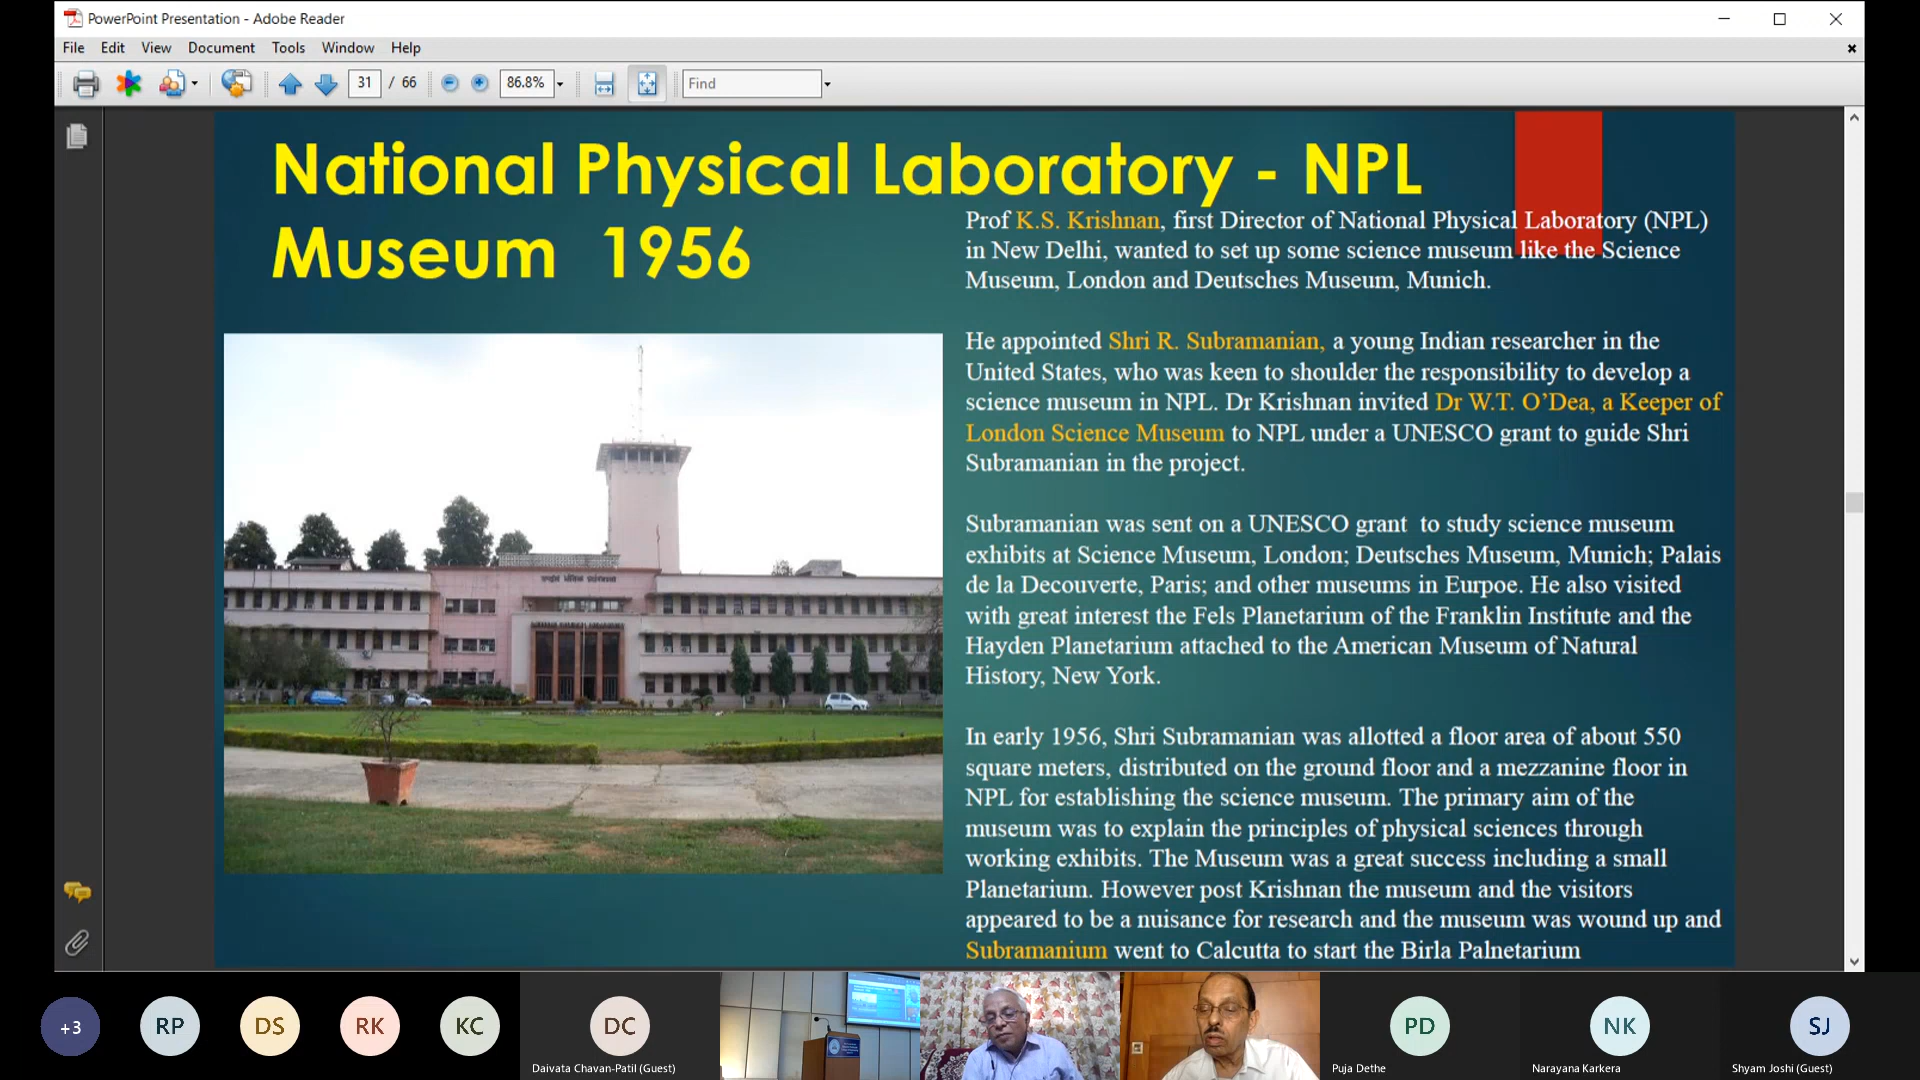 PowerPoint Presentation - Adobe Reader
File Edit View Document Tools Window Help
31 / 66 86.8% Find
National Physical Laboratory - NPL
Museum 1956
Prof K.S. Krishnan, first Director of National Physical Laboratory (NPL)
in New Delhi, wanted to set up some science museum like the Science
Museum, London and Deutsches Museum, Munich.
He appointed Shri R. Subramanian, a young Indian researcher in the
United States, who was keen to shoulder the responsibility to develop a
science museum in NPL. Dr Krishnan invited Dr W.T. O’Dea, a Keeper of
London Science Museum to NPL under a UNESCO grant to guide Shri
Subramanian in the project.
Subramanian was sent on a UNESCO grant to study science museum
exhibits at Science Museum, London; Deutsches Museum, Munich; Palais
de la Decouverte, Paris; and other museums in Eurpoe. He also visited
with great interest the Fels Planetarium of the Franklin Institute and the
Hayden Planetarium attached to the American Museum of Natural
History, New York.
In early 1956, Shri Subramanian was allotted a floor area of about 550
square meters, distributed on the ground floor and a mezzanine floor in
NPL for establishing the science museum. The primary aim of the
museum was to explain the principles of physical sciences through
working exhibits. The Museum was a great success including a small
Planetarium. However post Krishnan the museum and the visitors
appeared to be a nuisance for research and the museum was wound up and
Subramanium went to Calcutta to start the Birla Palnetarium
+3 RP DS RK KC DC PD NK SJ
Daivata Chavan-Patil (Guest) Puja Dethe Narayana Karkera Shyam Joshi (Guest)